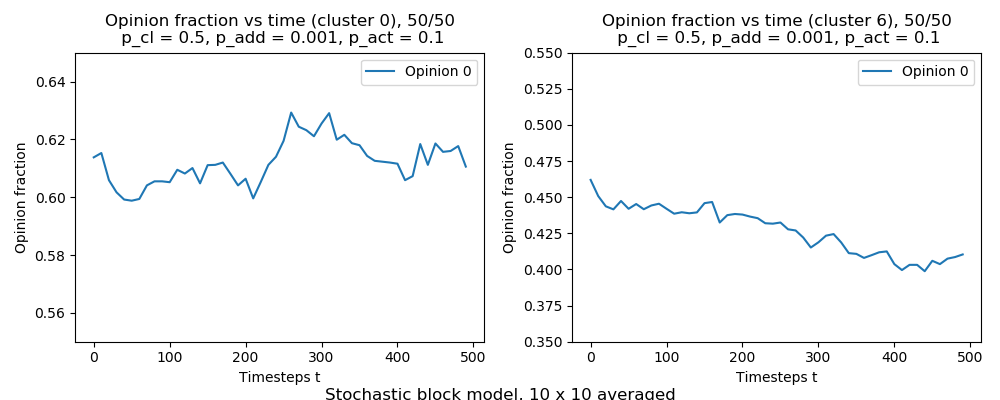 Opinion fraction vs time (cluster 0), 50/50
p_cl = 0.5, p_add = 0.001, p_act = 0.1
Opinion 0
0.64
0.62
0.60
0.58
0.56
Opinion fraction
0
100
200
300
400
500
Timesteps t
Opinion fraction vs time (cluster 6), 50/50
p_cl = 0.5, p_add = 0.001, p_act = 0.1
Opinion 0
0.550
0.525
0.500
0.475
0.450
0.425
0.400
0.375
0.350
Opinion fraction
0
100
200
300
400
500
Timesteps t
Stochastic block model, 10 x 10 averaged